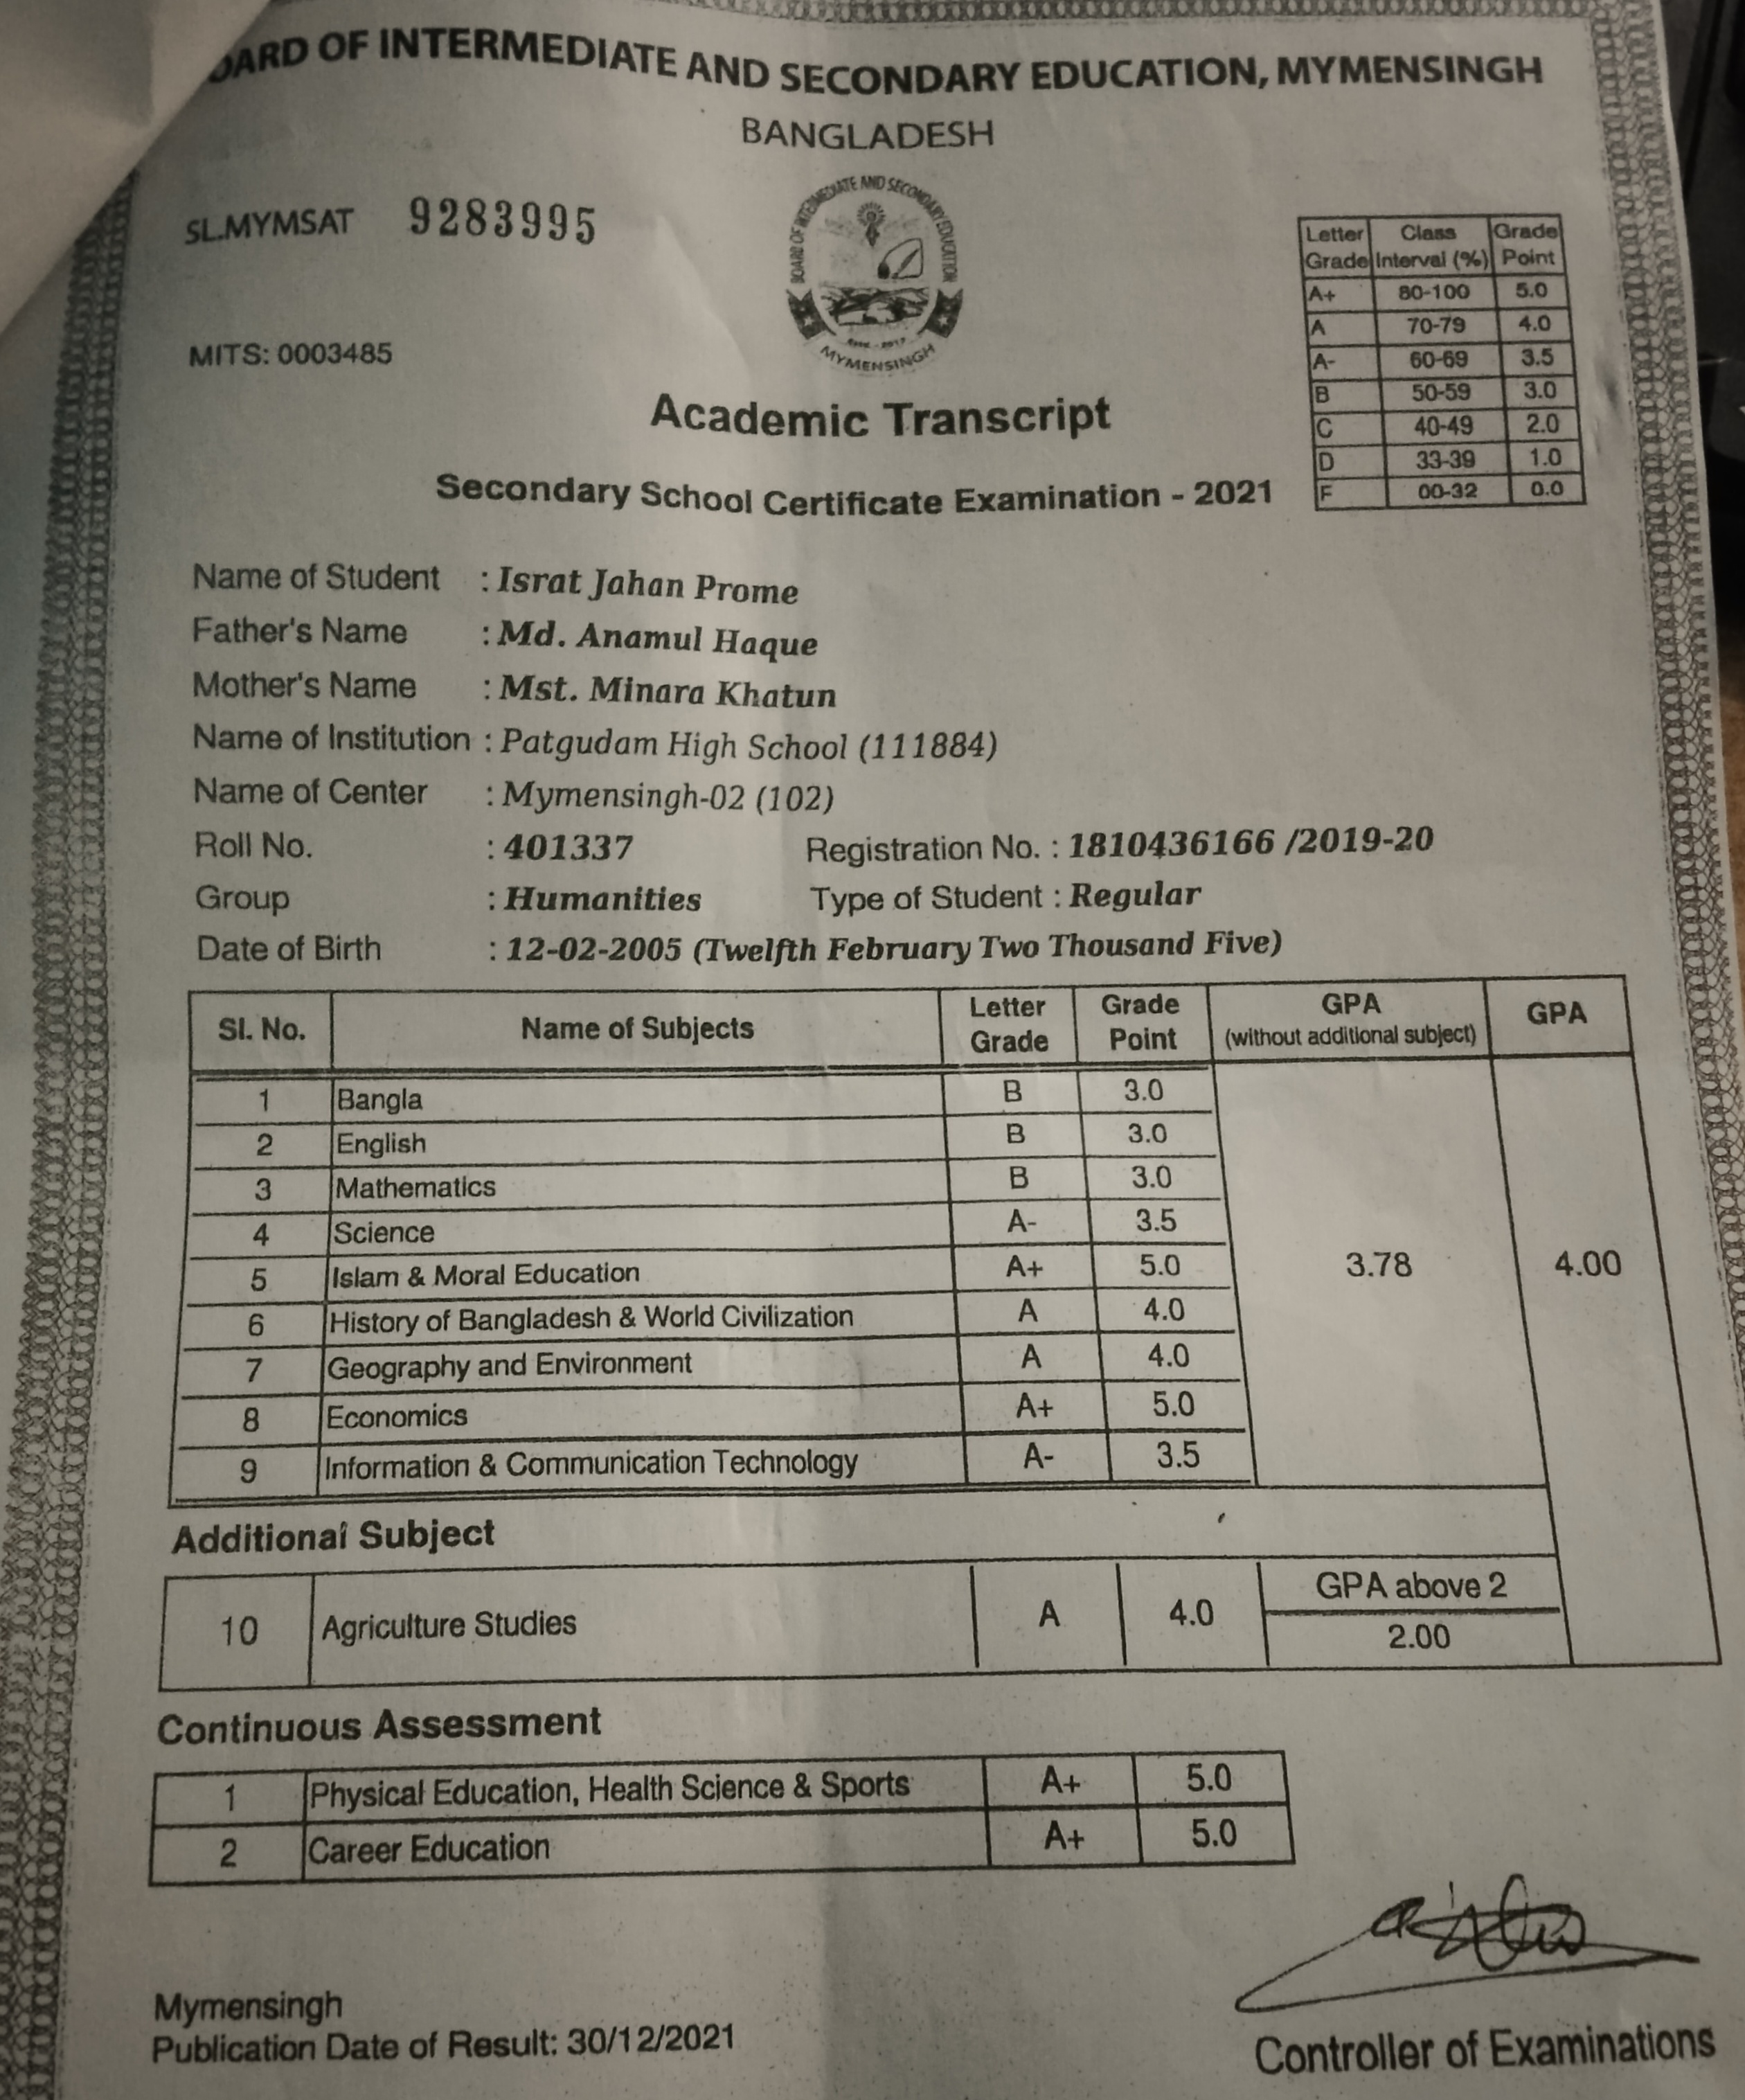 OARD OF INTERMEDIATE AND SECONDARY EDUCATION, MYMENSINGH
BANGLADESH
SL.MYMSAT 9283995
BOARD OF INTERMEDIATE AND SECONDARY EDUCATION
MYMENSINGH
MITS: 0003485
Letter Grade Class Interval (%) Grade Point
A+ 80-100 5.0
A 70-79 4.0
A- 60-69 3.5
B 50-59 3.0
C 40-49 2.0
D 33-39 1.0
F 00-32 0.0
Academic Transcript
Secondary School Certificate Examination - 2021
Name of Student : Israt Jahan Prome
Father's Name : Md. Anamul Haque
Mother's Name : Mst. Minara Khatun
Name of Institution : Patgudam High School (111884)
Name of Center : Mymensingh-02 (102)
Roll No. : 401337 Registration No. : 1810436166 /2019-20
Group : Humanities Type of Student : Regular
Date of Birth : 12-02-2005 (Twelfth February Two Thousand Five)
Sl. No. Name of Subjects Letter Grade Grade Point GPA (without additional subject) GPA
1 Bangla B 3.0
2 English B 3.0
3 Mathematics B 3.0
4 Science A- 3.5
5 Islam & Moral Education A+ 5.0 3.78 4.00
6 History of Bangladesh & World Civilization A 4.0
7 Geography and Environment A 4.0
8 Economics A+ 5.0
9 Information & Communication Technology A- 3.5
Additional Subject
10 Agriculture Studies A 4.0 GPA above 2
2.00
Continuous Assessment
1 Physical Education, Health Science & Sports A+ 5.0
2 Career Education A+ 5.0
Mymensingh
Publication Date of Result: 30/12/2021
Controller of Examinations